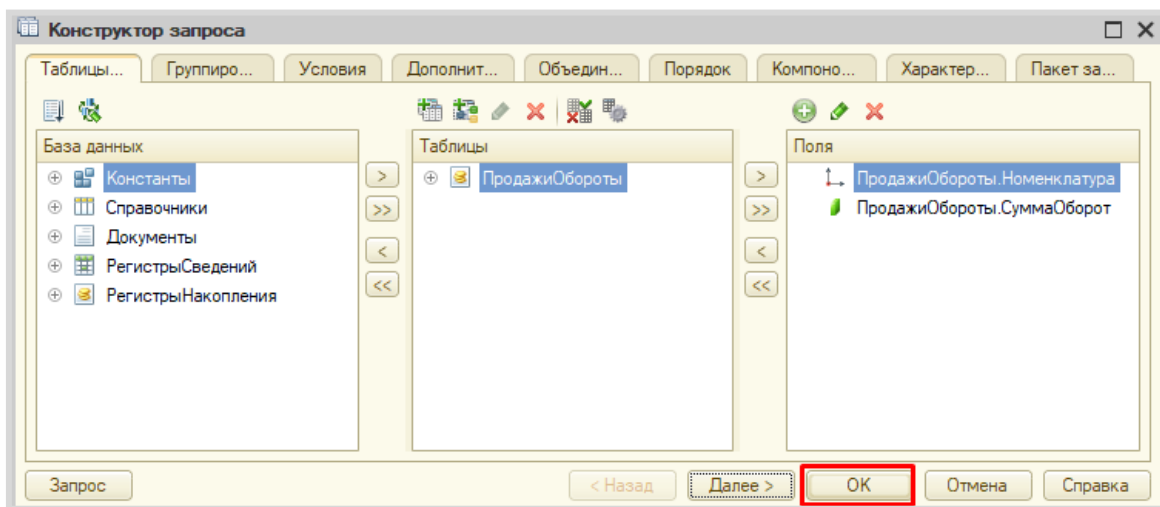 Конструктор запроса
Таблицы... Группиро... Условия Дополнит... Объедин... Порядок Компоно... Характер... Пакет за...
База данных Таблицы Поля
Константы > ПродажиОбороты > ПродажиОбороты.Номенклатура
Справочники >> >> ПродажиОбороты.СуммаОборот
Документы < <
РегистрыСведений << <<
РегистрыНакопления
Запрос < Назад Далее > OK Отмена Справка